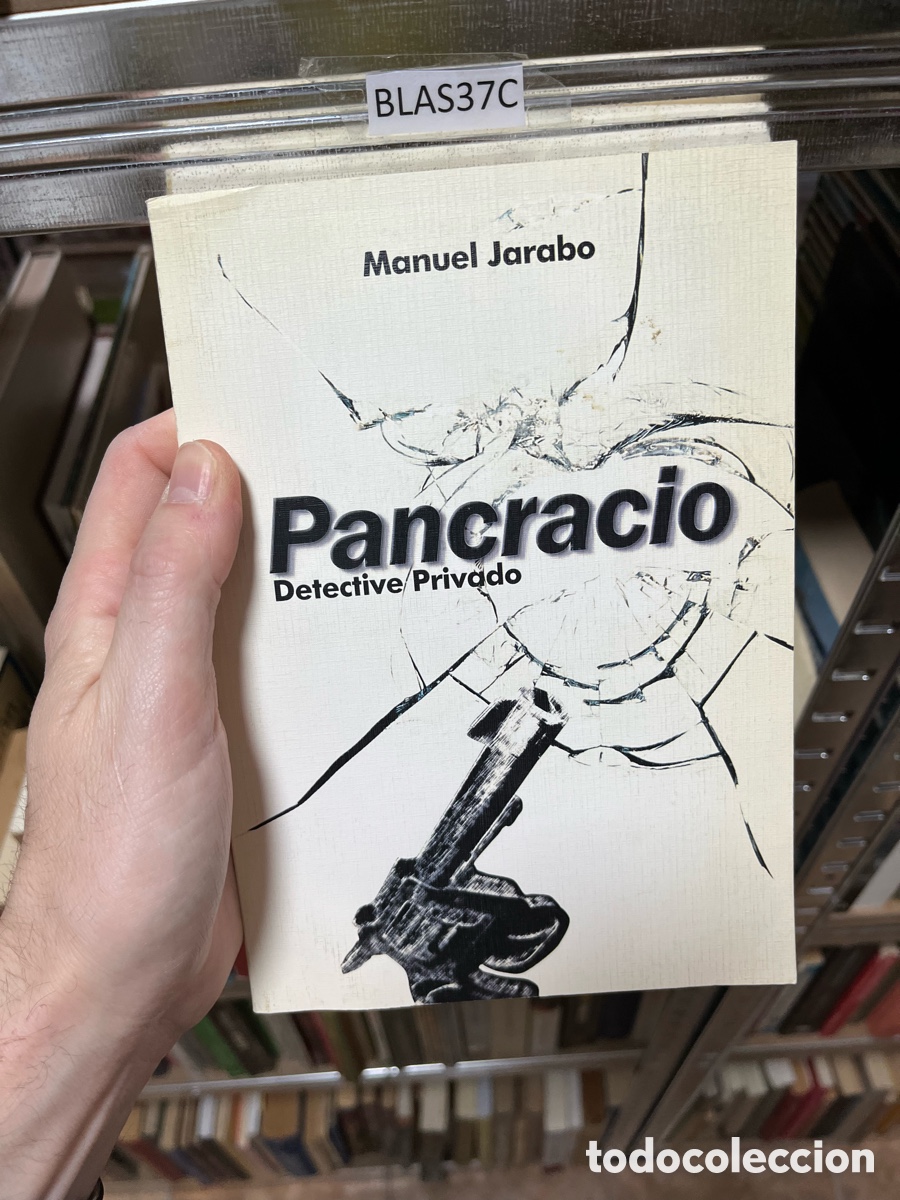 BLAS37C
Manuel Jarabo
Pancracio
Detective Privado
todocoleccion